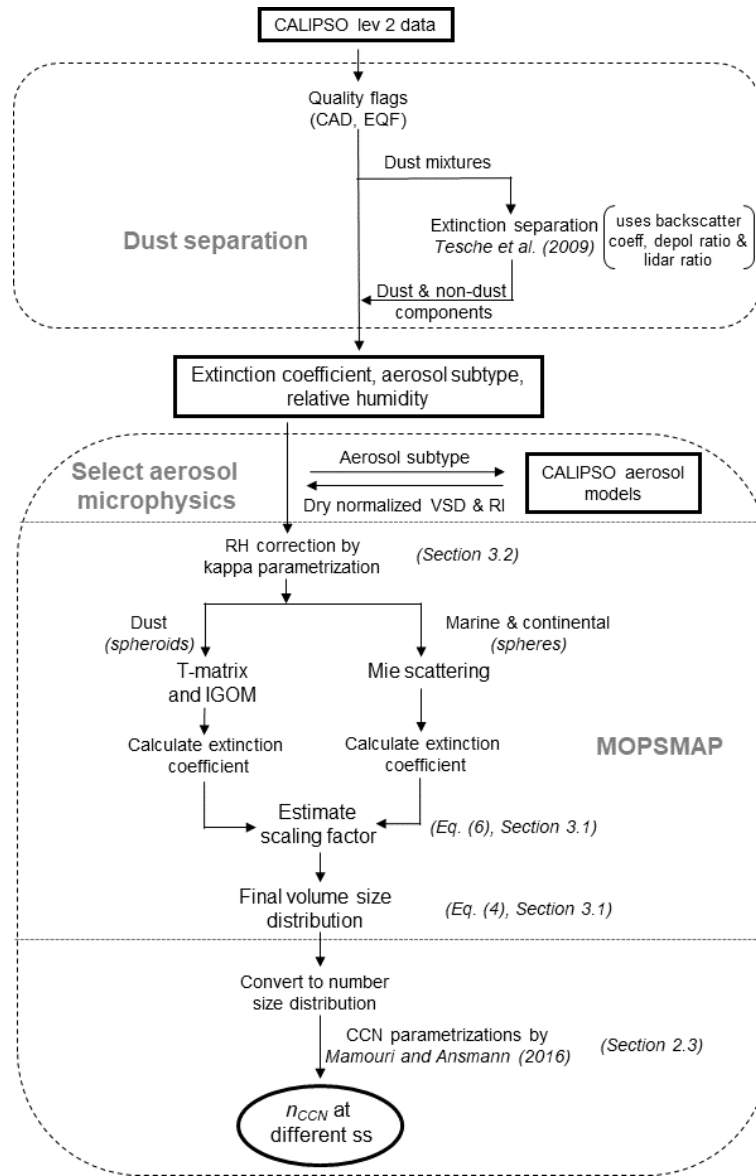 CALIPSO lev 2 data
Quality flags
(CAD, EQF)
Dust mixtures
Dust separation
Extinction separation
Tesche et al. (2009)
uses backscatter
coeff, depol ratio &
lidar ratio
Dust & non-dust
components
Extinction coefficient, aerosol subtype,
relative humidity
Select aerosol
microphysics
Aerosol subtype
Dry normalized VSD & RI
CALIPSO aerosol
models
RH correction by
kappa parametrization
(Section 3.2)
Dust
(spheroids)
Marine & continental
(spheres)
T-matrix
and IGOM
Mie scattering
Calculate extinction
coefficient
Calculate extinction
coefficient
MOPSMAP
Estimate
scaling factor
(Eq. (6), Section 3.1)
Final volume size
distribution
(Eq. (4), Section 3.1)
Convert to number
size distribution
CCN parametrizations by
Mamouri and Ansmann (2016)
(Section 2.3)
nCCN at
different ss